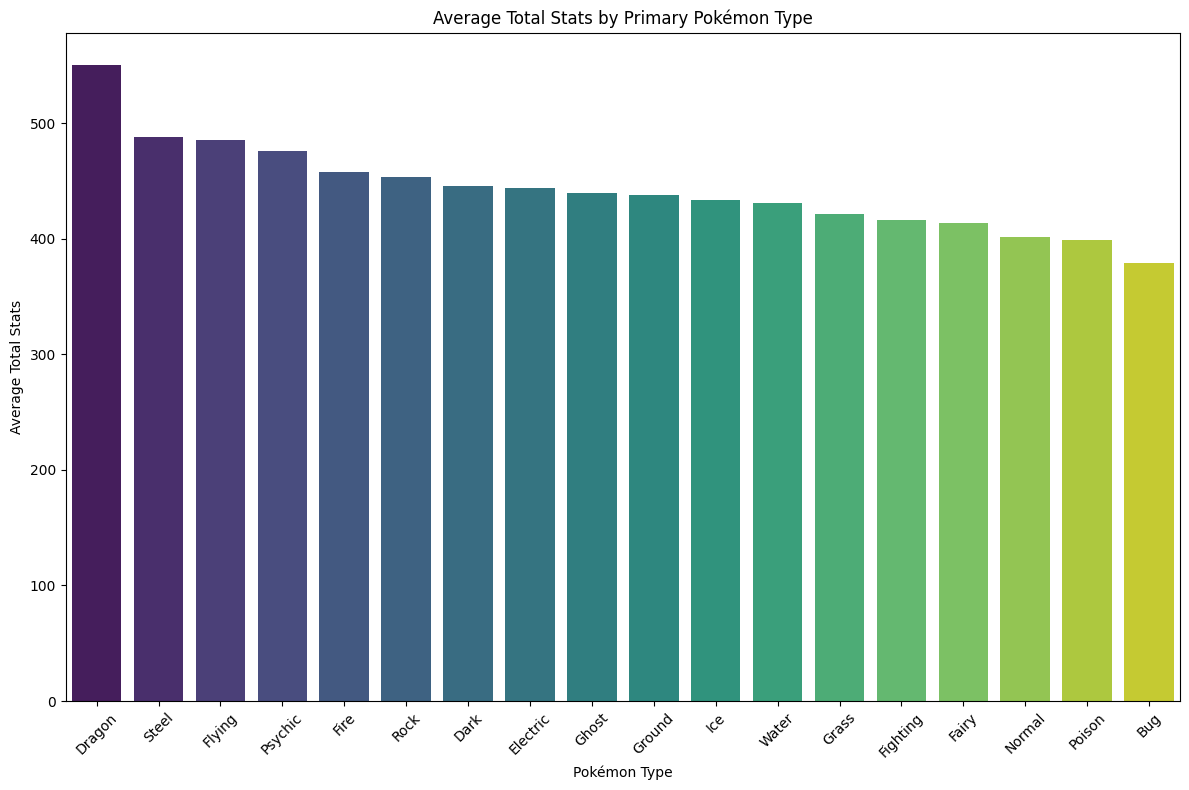 Average Total Stats by Primary Pokémon Type
Average Total Stats
500
400
300
200
100
0
Dragon
Steel
Flying
Psychic
Fire
Rock
Dark
Electric
Ghost
Ground
Ice
Water
Grass
Fighting
Fairy
Normal
Poison
Bug
Pokémon Type